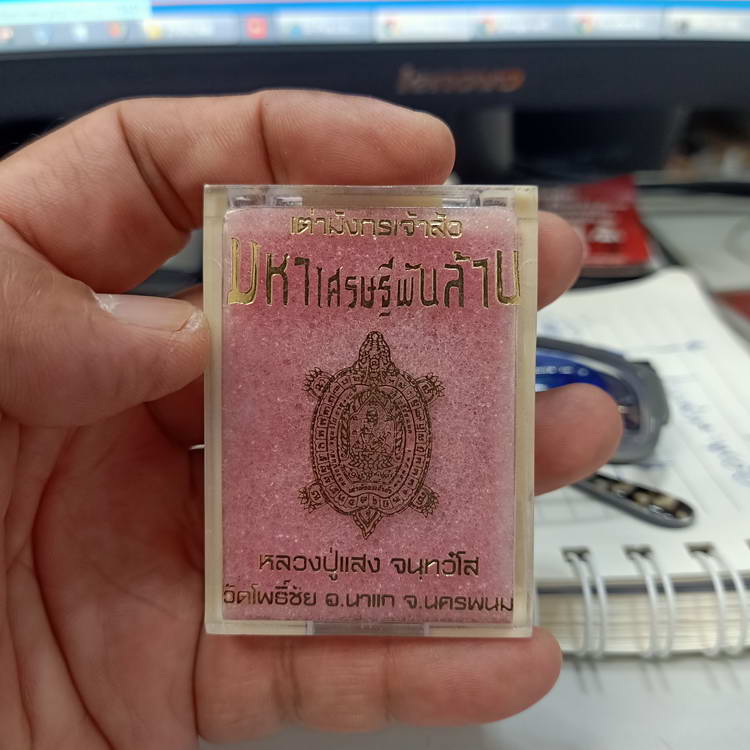 lenovo
เต่ามังกรเจ้าสัว
มหาเศรษฐีพันล้าน
หลวงปู่แสง จนฺทวํโส
วัดโพธิ์ชัย อ.นาแก จ.นครพนม